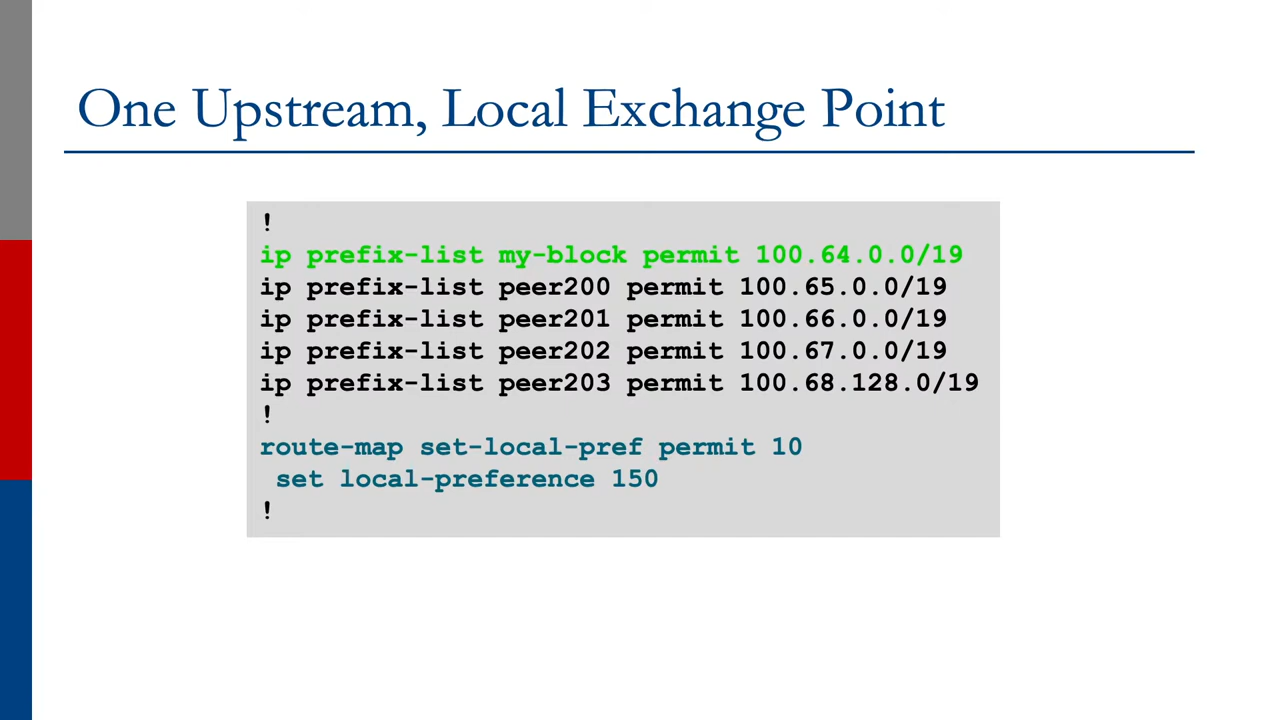 One Upstream, Local Exchange Point
!
ip prefix-list my-block permit 100.64.0.0/19
ip prefix-list peer200 permit 100.65.0.0/19
ip prefix-list peer201 permit 100.66.0.0/19
ip prefix-list peer202 permit 100.67.0.0/19
ip prefix-list peer203 permit 100.68.128.0/19
!
route-map set-local-pref permit 10
 set local-preference 150
!